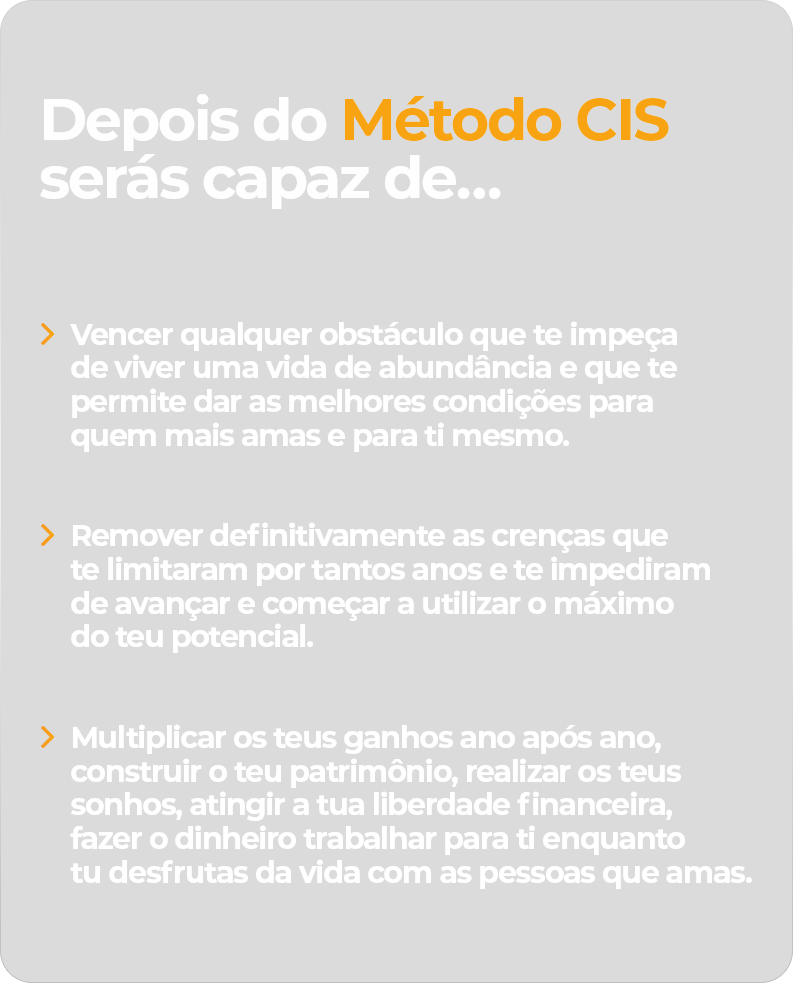 Depois do Método CIS
serás capaz de...
Vencer qualquer obstáculo que te impeça
de viver uma vida de abundância e que te
permite dar as melhores condições para
quem mais amas e para ti mesmo.
Remover definitivamente as crenças que
te limitaram por tantos anos e te impediram
de avançar e começar a utilizar o máximo
do teu potencial.
Multiplicar os teus ganhos ano após ano,
construir o teu patrimônio, realizar os teus
sonhos, atingir a tua liberdade financeira,
fazer o dinheiro trabalhar para ti enquanto
tu desfrutas da vida com as pessoas que amas.